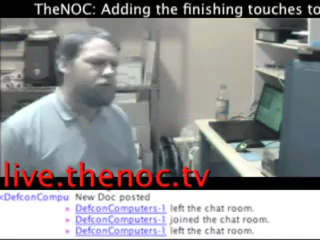 TheNOC: Adding the finishing touches to
live.thenoc.tv
<DefconCompu New Doc posted
» DefconComputers-1 left the chat room.
» DefconComputers-1 joined the chat room.
» DefconComputers-1 left the chat room.